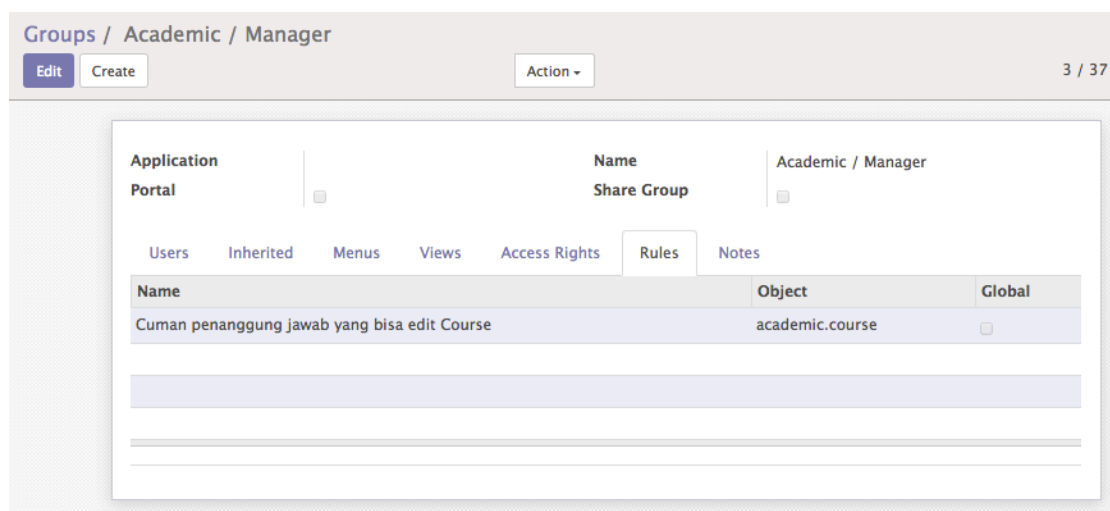 Groups / Academic / Manager
Edit Create Action 3 / 37
Application Name Academic / Manager
Portal Share Group
Users Inherited Menus Views Access Rights Rules Notes
Name Object Global
Cuman penanggung jawab yang bisa edit Course academic.course